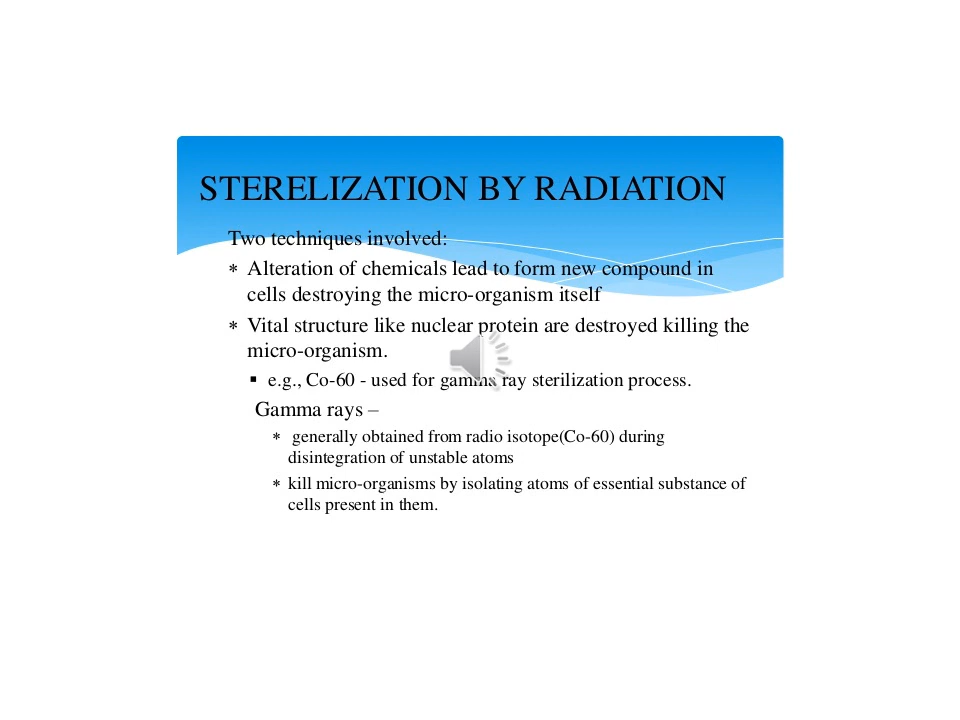 STERELIZATION BY RADIATION
Two techniques involved:
* Alteration of chemicals lead to form new compound in
cells destroying the micro-organism itself
* Vital structure like nuclear protein are destroyed killing the
micro-organism.
▪ e.g., Co-60 - used for gamma ray sterilization process.
Gamma rays –
* generally obtained from radio isotope(Co-60) during
disintegration of unstable atoms
* kill micro-organisms by isolating atoms of essential substance of
cells present in them.